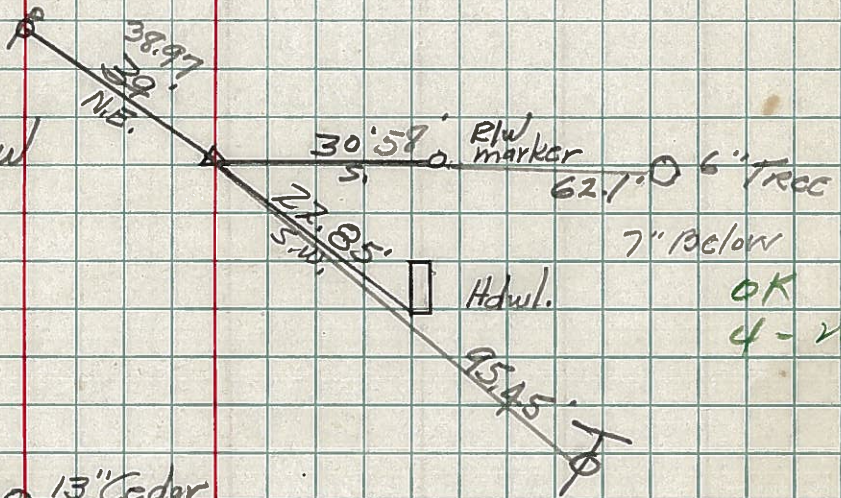 38.97
39.'
N.E.
30' 58'
S.
R/W
marker
62.1'
6" Tree
22.85'
S.W.
7" Below
Hdwl.
OK
95.45'
13" Cedar